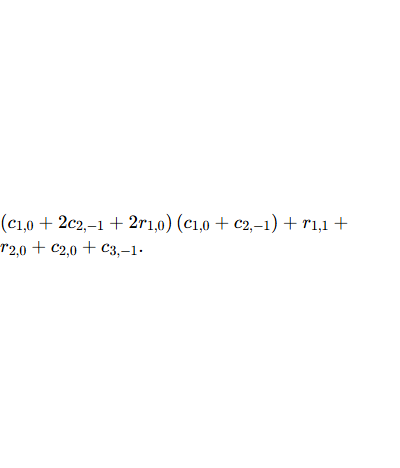 $(c_{1,0} + 2c_{2,-1} + 2r_{1,0}) (c_{1,0} + c_{2,-1}) + r_{1,1} +$
$r_{2,0} + c_{2,0} + c_{3,-1}.$